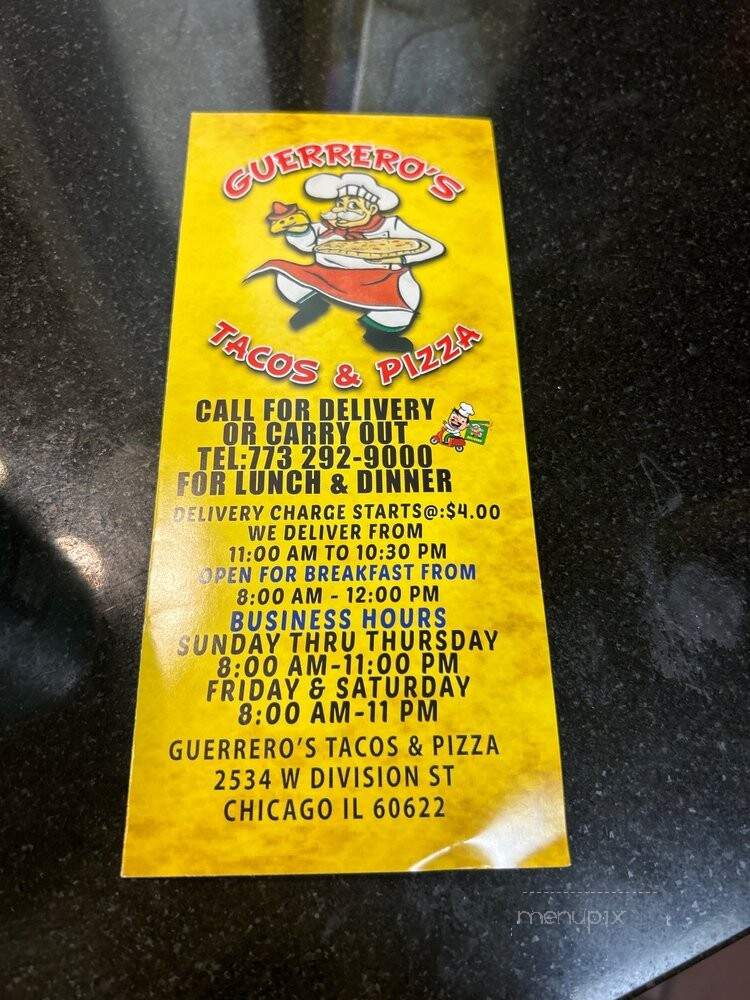 GUERRERO'S
TACOS & PIZZA
CALL FOR DELIVERY
OR CARRY OUT
TEL:773 292-9000
FOR LUNCH & DINNER
DELIVERY CHARGE STARTS@:$4.00
WE DELIVER FROM
11:00 AM TO 10:30 PM
OPEN FOR BREAKFAST FROM
8:00 AM - 12:00 PM
BUSINESS HOURS
SUNDAY THRU THURSDAY
8:00 AM-11:00 PM
FRIDAY & SATURDAY
8:00 AM-11 PM
GUERRERO'S TACOS & PIZZA
2534 W DIVISION ST
CHICAGO IL 60622
menupix